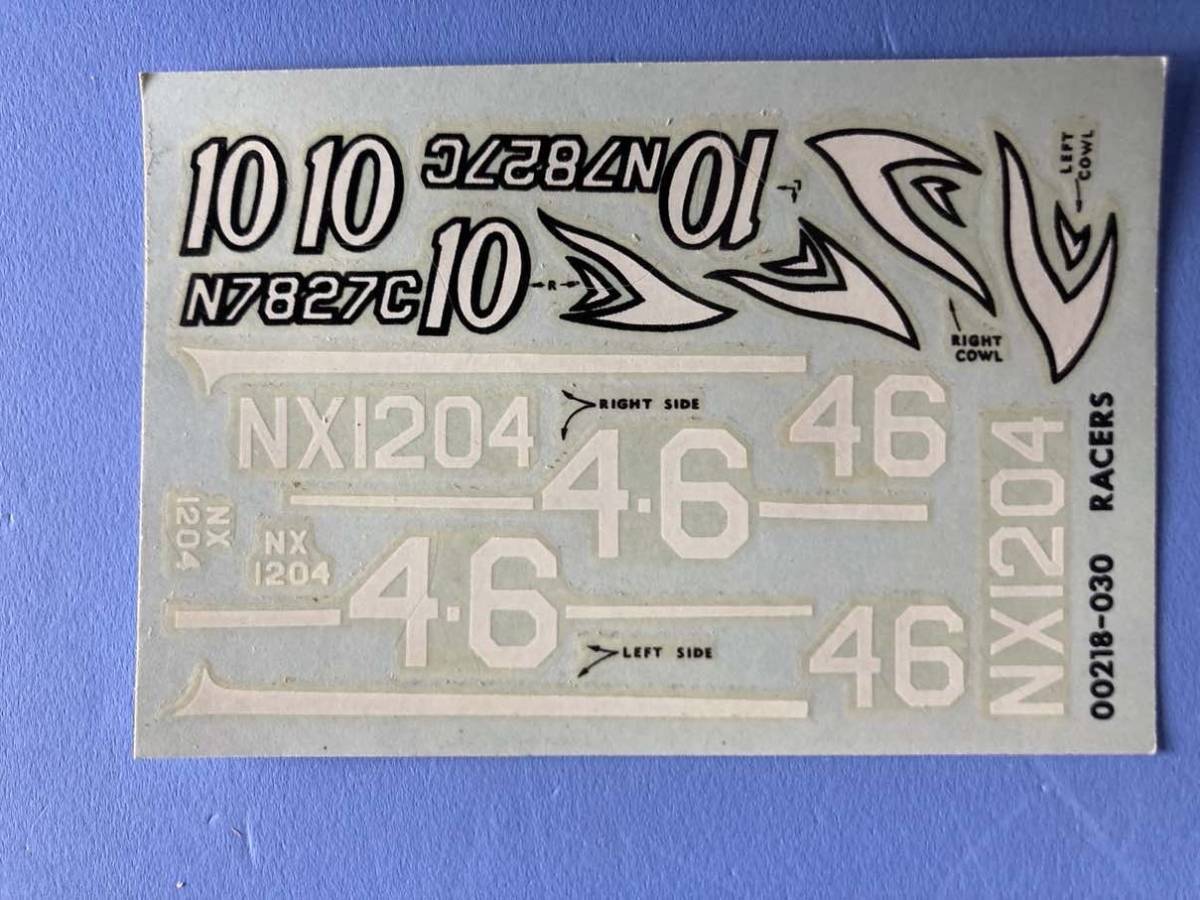 10
10
N7827C
10
L
LEFT
COWL
N7827C
10
R
RIGHT
COWL
NX1204
RIGHT SIDE
46
4·6
NX1204
NX
1204
NX
1204
4·6
46
LEFT SIDE
00218-030 RACERS